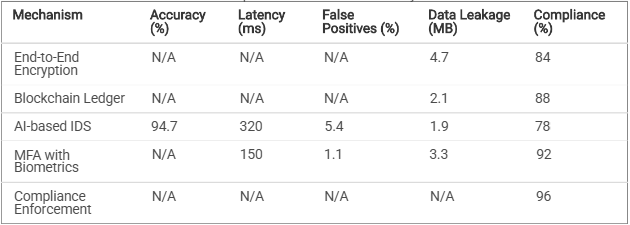 Mechanism Accuracy (%) Latency (ms) False Positives (%) Data Leakage (MB) Compliance (%)
End-to-End Encryption N/A N/A N/A 4.7 84
Blockchain Ledger N/A N/A N/A 2.1 88
AI-based IDS 94.7 320 5.4 1.9 78
MFA with Biometrics N/A 150 1.1 3.3 92
Compliance Enforcement N/A N/A N/A N/A 96